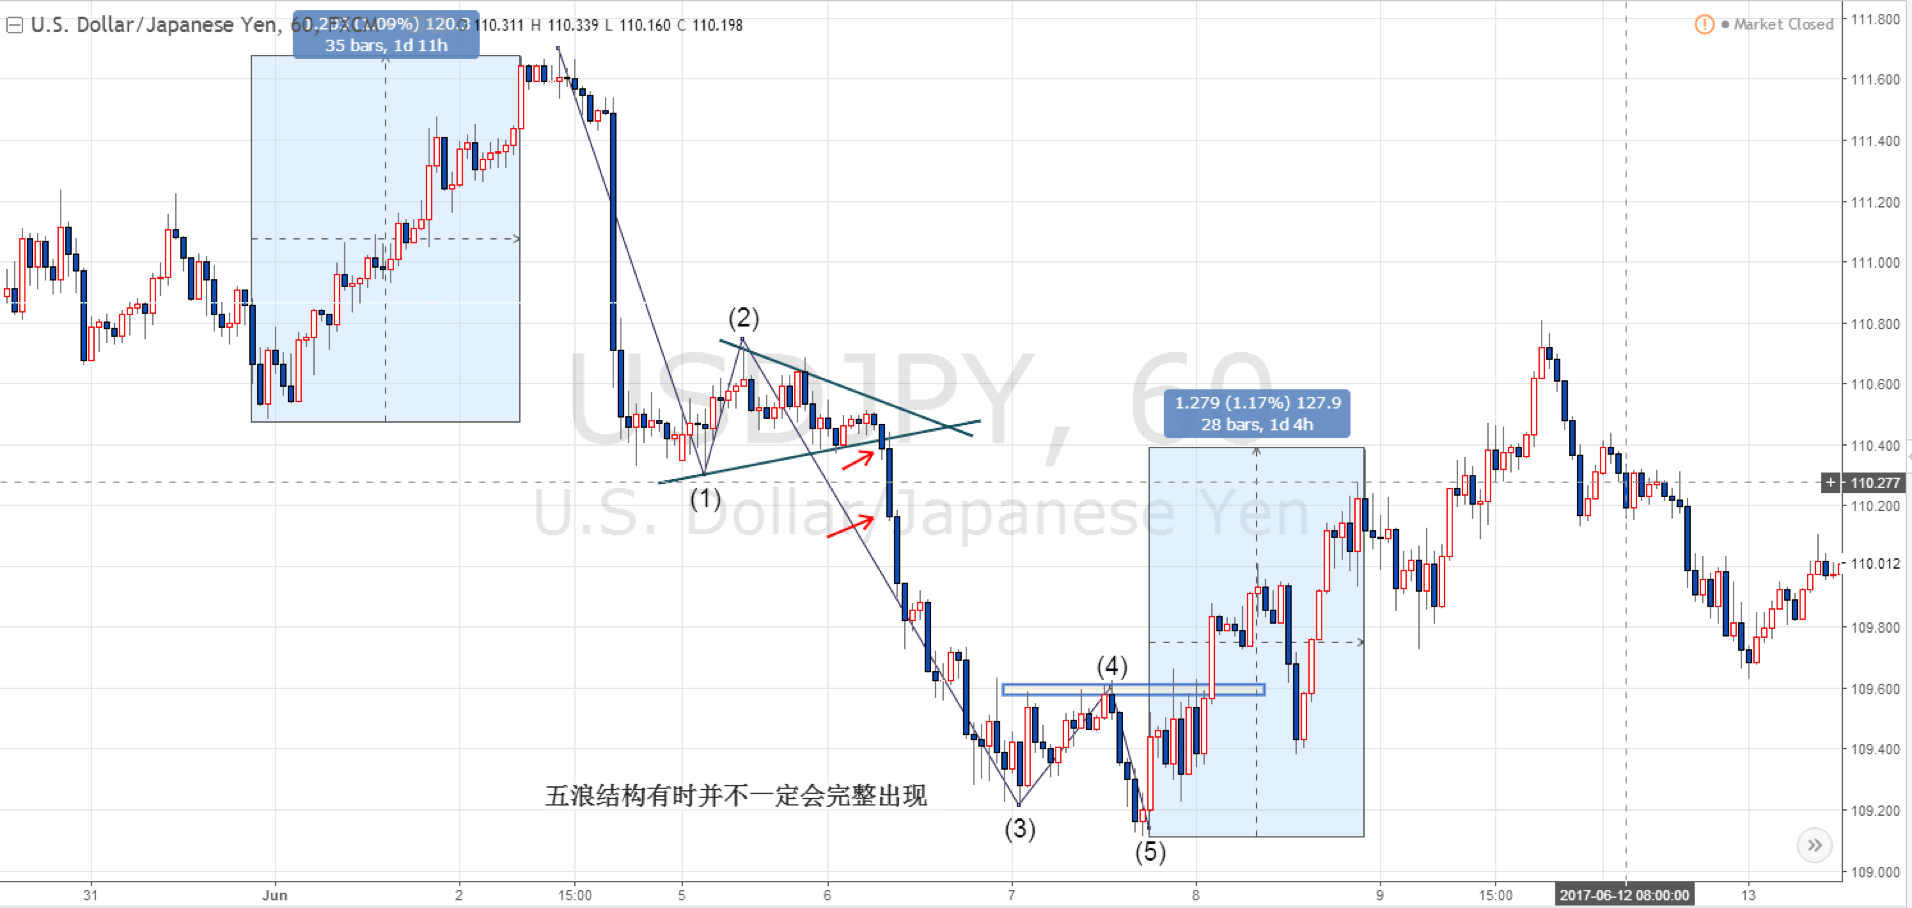 U.S. Dollar/Japanese Yen, 60, FXCM O 110.311 H 110.339 L 110.160 C 110.198
Market Closed
(1.09%) 120.3
35 bars, 1d 11h
111.800
111.600
111.400
111.200
111.000
110.800
110.600
110.400
110.277
110.200
110.012
109.800
109.600
109.400
109.200
109.000
USDJPY, 60
U.S. Dollar/Japanese Yen
(2)
(1)
1.279 (1.17%) 127.9
28 bars, 1d 4h
(4)
五浪结构有时并不一定会完整出现
(3)
(5)
31 Jun 2 15:00 5 6 7 8 9 15:00 2017-06-12 08:00:00 13